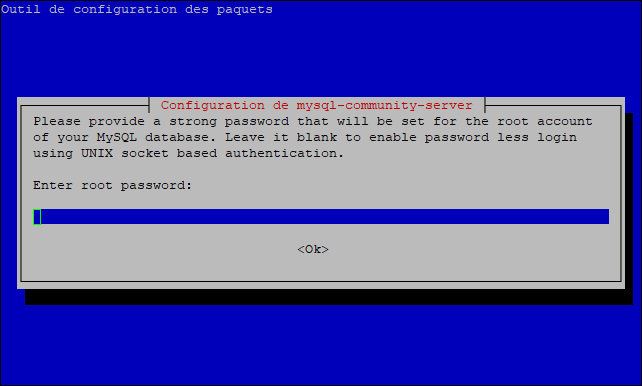 Outil de configuration des paquets
Configuration de mysql-community-server
Please provide a strong password that will be set for the root account
of your MySQL database. Leave it blank to enable password less login
using UNIX socket based authentication.
Enter root password:
<Ok>